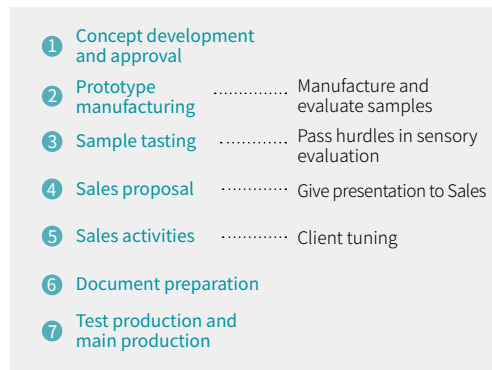 1 Concept development
and approval
2 Prototype
manufacturing
Manufacture and
evaluate samples
3 Sample tasting
Pass hurdles in sensory
evaluation
4 Sales proposal
Give presentation to Sales
5 Sales activities
Client tuning
6 Document preparation
7 Test production and
main production